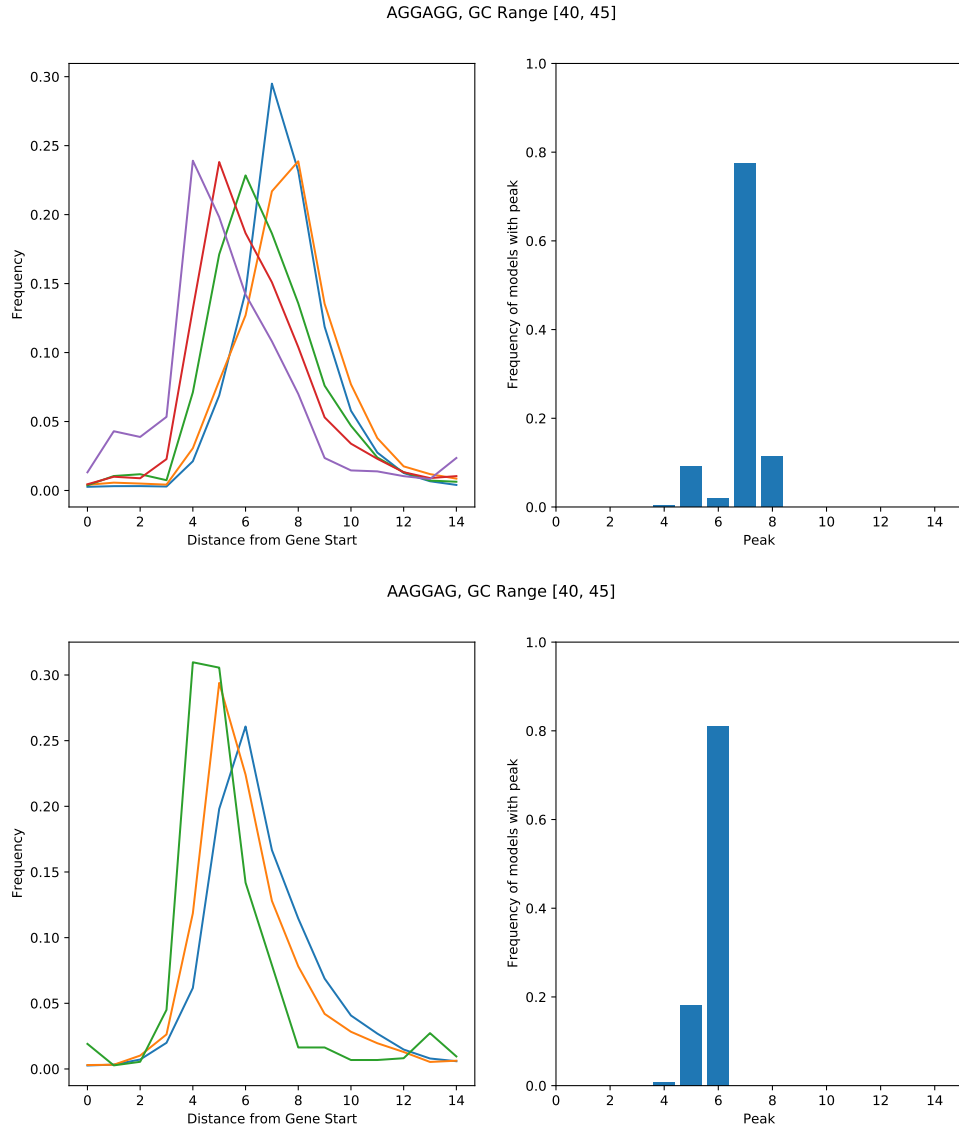 AGGAGG, GC Range [40, 45]
0.30
0.25
0.20
0.15
0.10
0.05
0.00
Frequency
0 2 4 6 8 10 12 14
Distance from Gene Start
1.0
0.8
0.6
0.4
0.2
0.0
Frequency of models with peak
0 2 4 6 8 10 12 14
Peak
AAGGAG, GC Range [40, 45]
0.30
0.25
0.20
0.15
0.10
0.05
0.00
Frequency
0 2 4 6 8 10 12 14
Distance from Gene Start
1.0
0.8
0.6
0.4
0.2
0.0
Frequency of models with peak
0 2 4 6 8 10 12 14
Peak